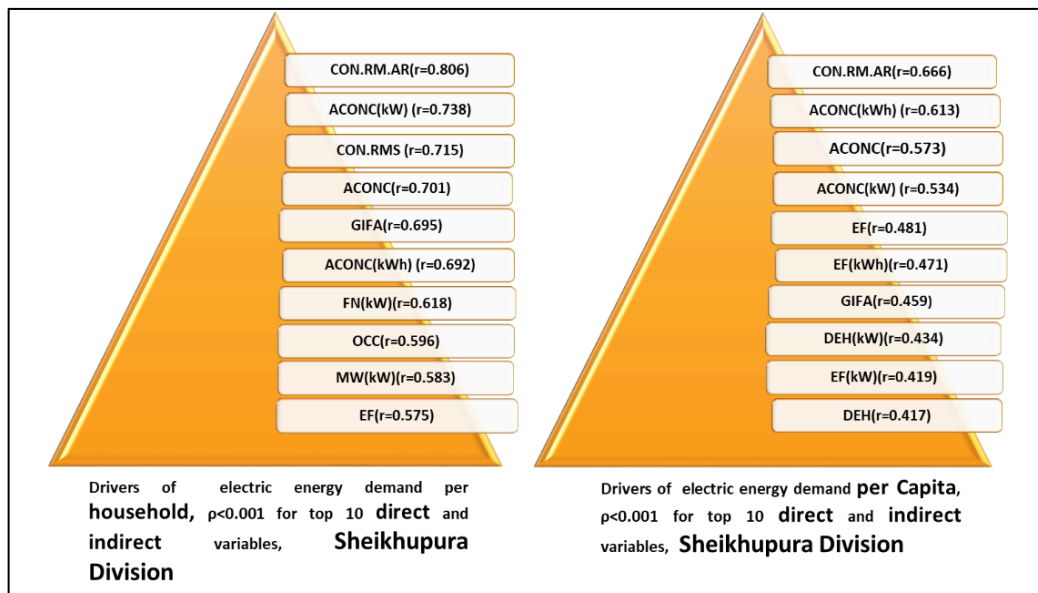 CON.RM.AR(r=0.806)
ACONC(kW) (r=0.738)
CON.RMS (r=0.715)
ACONC(r=0.701)
GIFA(r=0.695)
ACONC(kWh) (r=0.692)
FN(kW)(r=0.618)
OCC(r=0.596)
MW(kW)(r=0.583)
EF(r=0.575)
Drivers of electric energy demand per
household, ρ<0.001 for top 10 direct and
indirect variables, Sheikhupura
Division
CON.RM.AR(r=0.666)
ACONC(kWh) (r=0.613)
ACONC(r=0.573)
ACONC(kW) (r=0.534)
EF(r=0.481)
EF(kWh)(r=0.471)
GIFA(r=0.459)
DEH(kW)(r=0.434)
EF(kW)(r=0.419)
DEH(r=0.417)
Drivers of electric energy demand per Capita,
ρ<0.001 for top 10 direct and indirect
variables, Sheikhupura Division